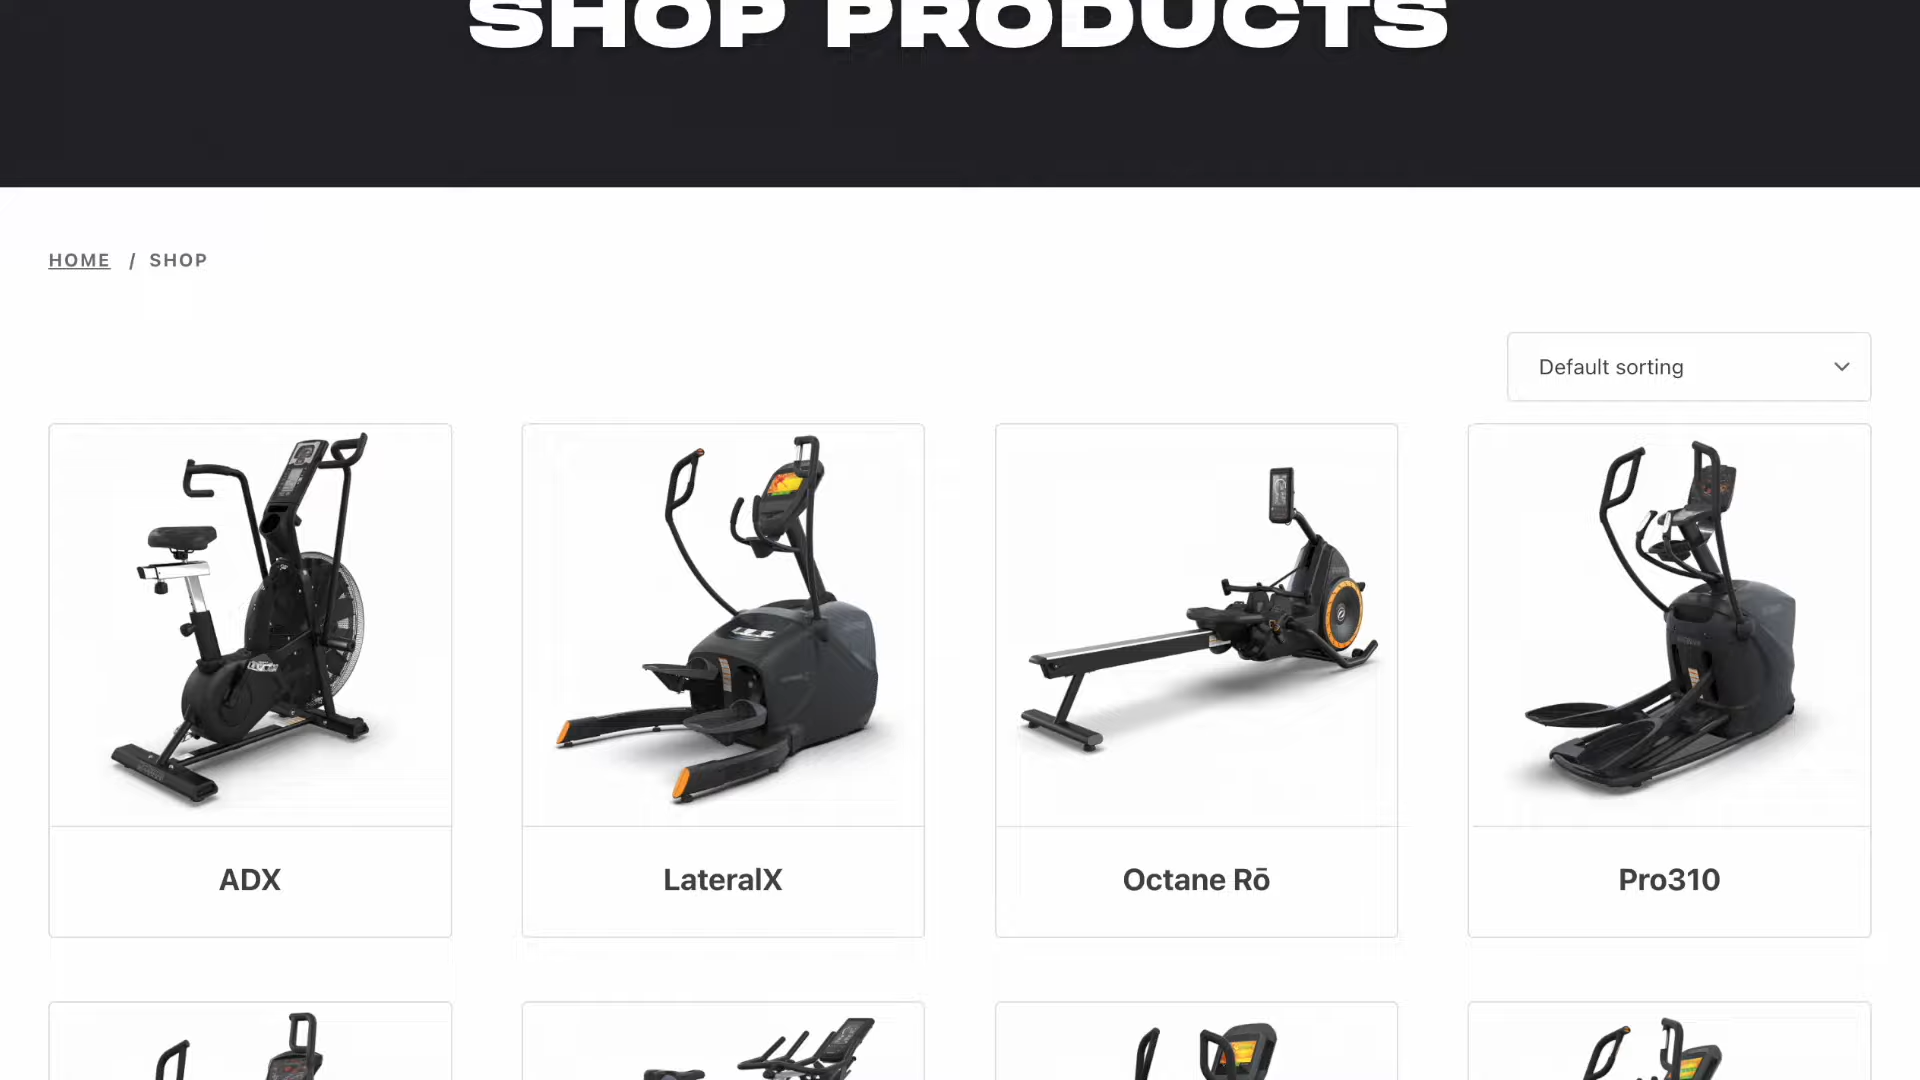 SHOP PRODUCTS
HOME / SHOP
Default sorting
ADX
LateralX
Octane Rō
Pro310